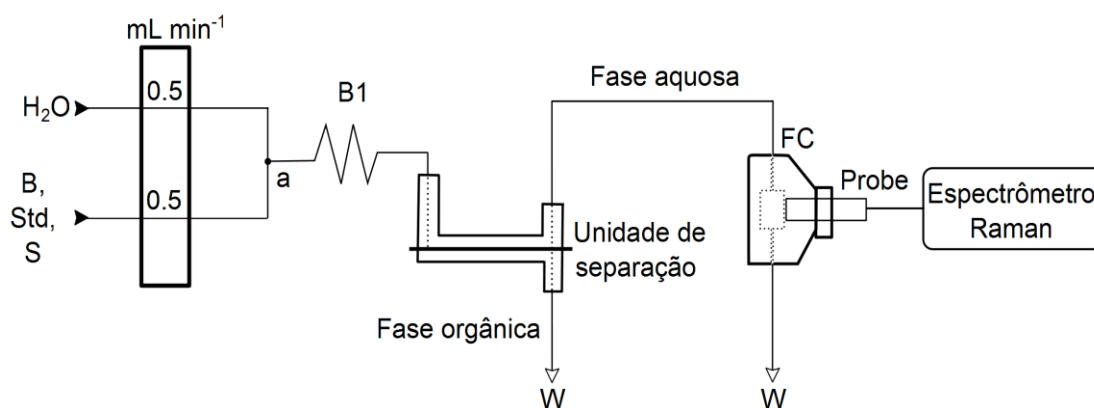 mL min⁻¹
H₂O
0.5
B,
Std,
S
0.5
a
B1
Unidade de
separação
Fase orgânica
W
Fase aquosa
FC
Probe
Espectrômetro
Raman
W